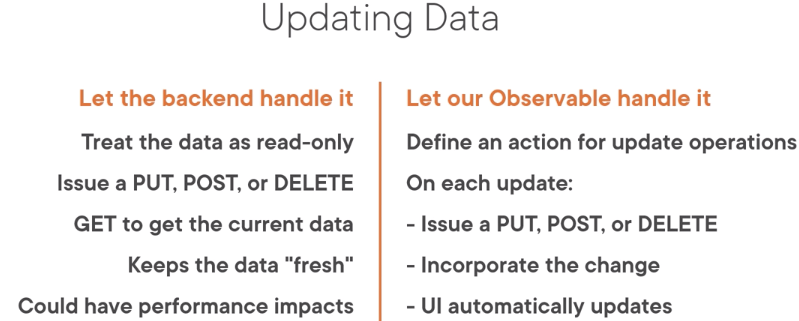 Updating Data
Let the backend handle it
Treat the data as read-only
Issue a PUT, POST, or DELETE
GET to get the current data
Keeps the data "fresh"
Could have performance impacts
Let our Observable handle it
Define an action for update operations
On each update:
- Issue a PUT, POST, or DELETE
- Incorporate the change
- UI automatically updates